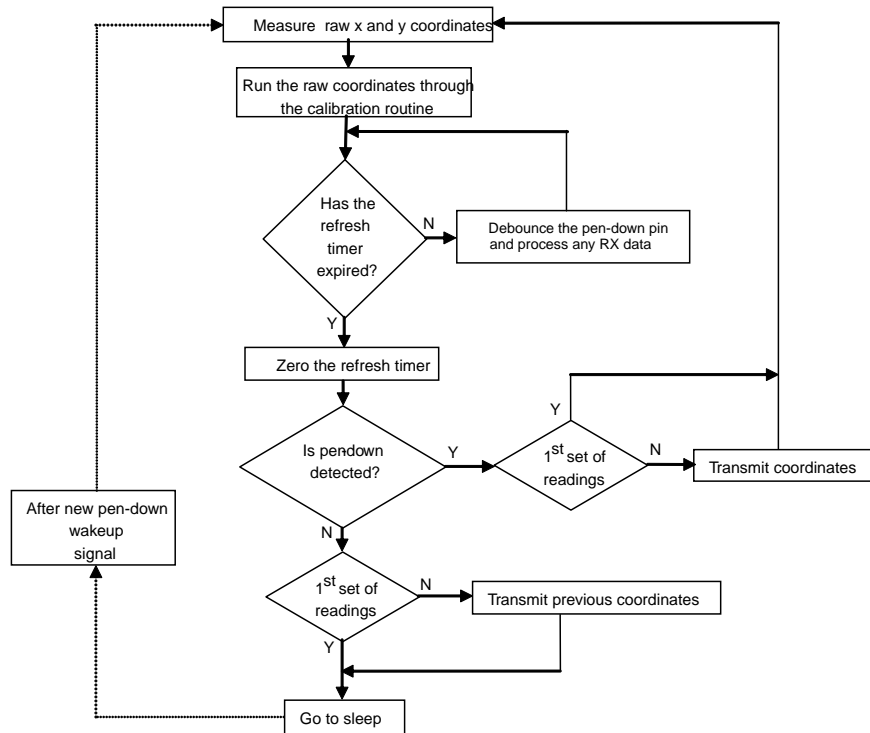 Measure raw x and y coordinates
Run the raw coordinates through
the calibration routine
Has the
refresh
timer
expired?
N
Debounce the pen-down pin
and process any RX data
Y
Zero the refresh timer
Is pen-down
detected?
Y
1st set of
readings
Y
N
Transmit coordinates
After new pen-down
wakeup
signal
N
1st set of
readings
N
Transmit previous coordinates
Y
Go to sleep